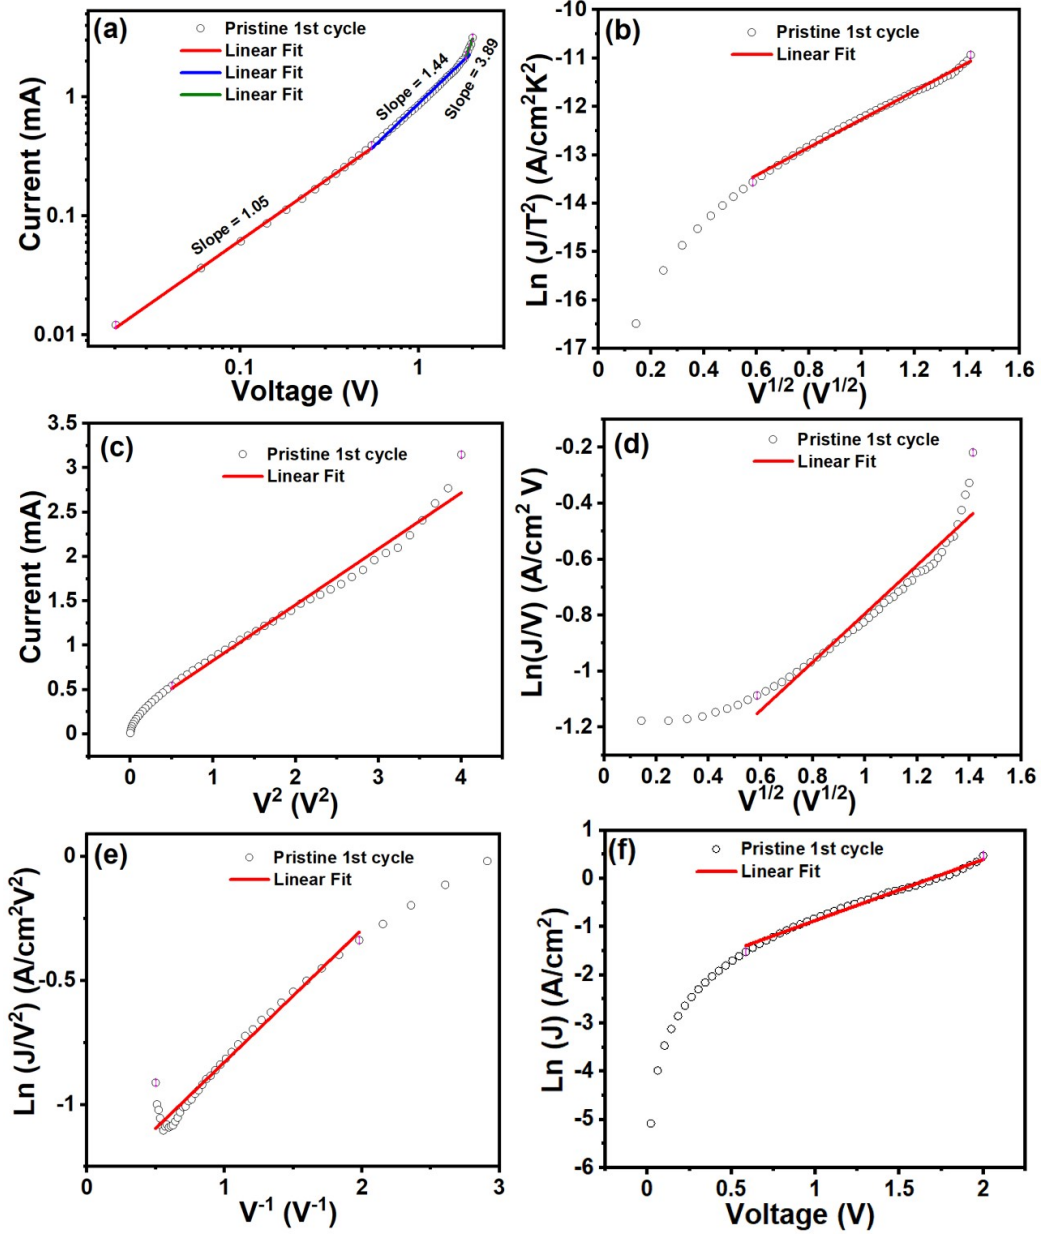 (a)
Pristine 1st cycle
Linear Fit
Linear Fit
Linear Fit
Slope = 1.05
Slope = 1.44
Slope = 3.89
1
0.1
0.01
0.1
1
Current (mA)
Voltage (V)
(b)
Pristine 1st cycle
Linear Fit
-10
-11
-12
-13
-14
-15
-16
-17
0
0.2
0.4
0.6
0.8
1
1.2
1.4
1.6
Ln (J/T²) (A/cm²K²)
V¹ᐟ² (V¹ᐟ²)
(c)
Pristine 1st cycle
Linear Fit
3.5
3
2.5
2
1.5
1
0.5
0
0
1
2
3
4
Current (mA)
V² (V²)
(d)
Pristine 1st cycle
Linear Fit
-0.2
-0.4
-0.6
-0.8
-1
-1.2
0
0.2
0.4
0.6
0.8
1
1.2
1.4
1.6
Ln(J/V) (A/cm² V)
V¹ᐟ² (V¹ᐟ²)
(e)
Pristine 1st cycle
Linear Fit
0
-0.5
-1
0
1
2
3
Ln (J/V²) (A/cm²V²)
V⁻¹ (V⁻¹)
(f)
Pristine 1st cycle
Linear Fit
1
0
-1
-2
-3
-4
-5
-6
0
0.5
1
1.5
2
Ln (J) (A/cm²)
Voltage (V)